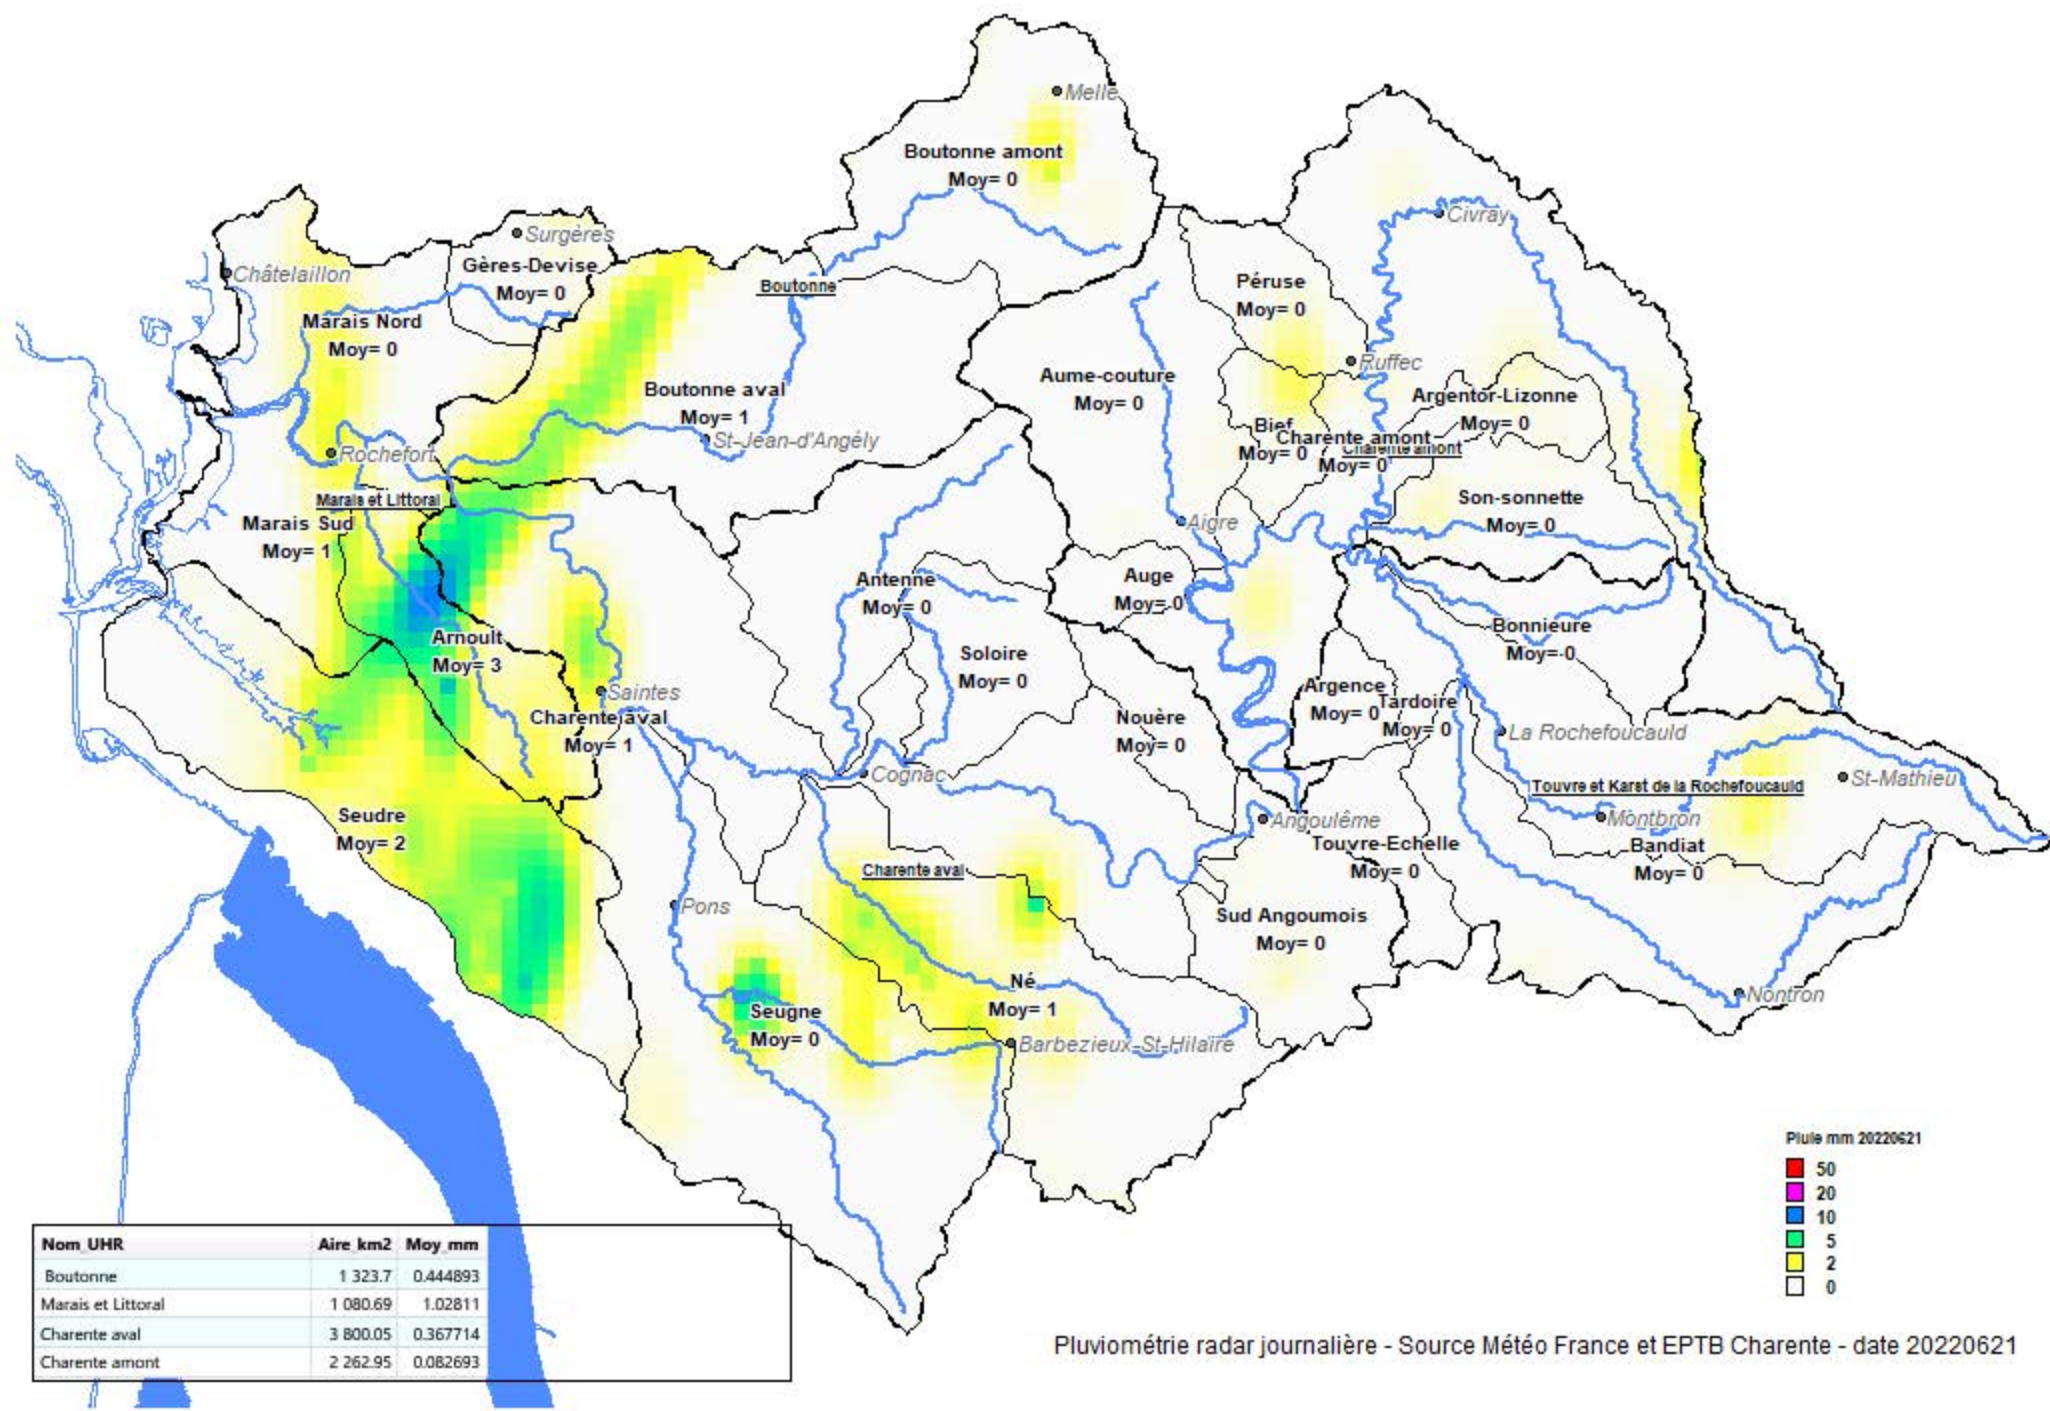 Melle
Boutonne amont
Moy= 0
Civray
Surgères
Châtelaillon
Gères-Devise
Moy= 0
Boutonne
Péruse
Moy= 0
Marais Nord
Moy= 0
Ruffec
Aume-couture
Moy= 0
Boutonne aval
Moy= 1
Argentor-Lizonne
Moy= 0
St-Jean-d'Angély
Bief
Moy= 0
Charente amont
Moy= 0
Charente amont
Rochefort
Marais et Littoral
Son-sonnette
Moy= 0
Marais Sud
Moy= 1
Aigre
Antenne
Moy= 0
Auge
Moy= 0
Bonnieure
Moy= 0
Arnoult
Moy= 3
Soloire
Moy= 0
Saintes
Argence
Moy= 0
Tardoire
Moy= 0
Charente aval
Moy= 1
Nouère
Moy= 0
La Rochefoucauld
Cognac
St-Mathieu
Touvre et Karst de la Rochefoucauld
Seudre
Moy= 2
Angoulême
Montbron
Touvre-Echelle
Moy= 0
Bandiat
Moy= 0
Charente aval
Pons
Sud Angoumois
Moy= 0
Né
Moy= 1
Nontron
Seugne
Moy= 0
Barbezieux-St-Hilaire
Pluie mm 20220621
50
20
10
5
2
0
Nom_UHR Aire_km2 Moy_mm
Boutonne 1 323.7 0.444893
Marais et Littoral 1 080.69 1.02811
Charente aval 3 800.05 0.367714
Charente amont 2 262.95 0.082693
Pluviométrie radar journalière - Source Météo France et EPTB Charente - date 20220621